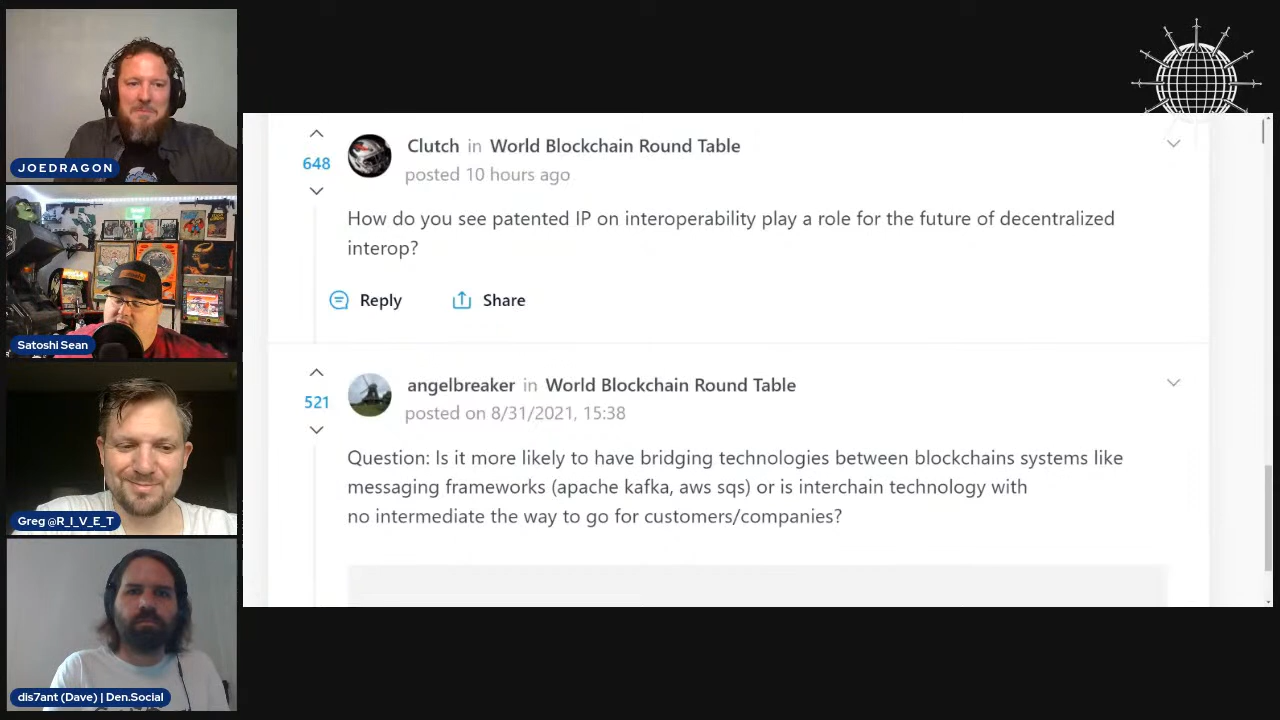 JOEDRAGON
Satoshi Sean
Greg @R_I_V_E_T
dis7ant (Dave) | Den.Social
648
Clutch in World Blockchain Round Table
posted 10 hours ago
How do you see patented IP on interoperability play a role for the future of decentralized
interop?
Reply Share
521
angelbreaker in World Blockchain Round Table
posted on 8/31/2021, 15:38
Question: Is it more likely to have bridging technologies between blockchains systems like
messaging frameworks (apache kafka, aws sqs) or is interchain technology with
no intermediate the way to go for customers/companies?